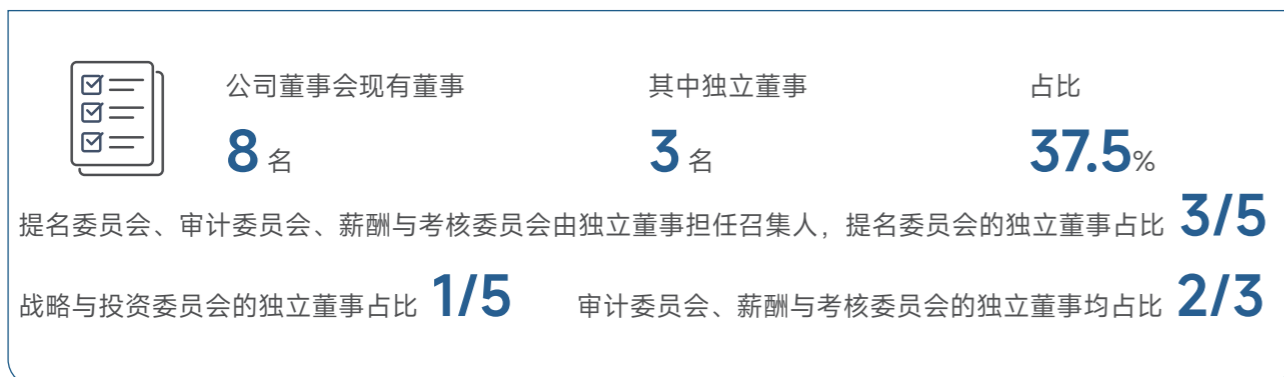 公司董事会现有董事 其中独立董事 占比
8 名 3 名 37.5%
提名委员会、审计委员会、薪酬与考核委员会由独立董事担任召集人，提名委员会的独立董事占比 3/5
战略与投资委员会的独立董事占比 1/5 审计委员会、薪酬与考核委员会的独立董事均占比 2/3